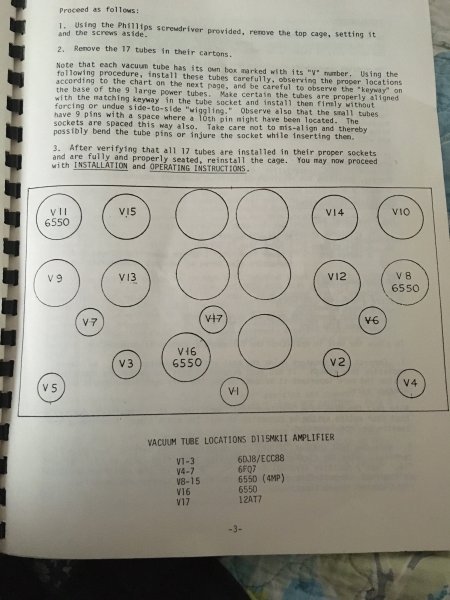 Proceed as follows:
1. Using the Phillips screwdriver provided, remove the top cage, setting it
and the screws aside.
2. Remove the 17 tubes in their cartons.
Note that each vacuum tube has its own box marked with its "V" number. Using the
following procedure, install these tubes carefully, observing the proper locations
according to the chart on the next page, and be careful to observe the "keyway" on
the base of the 9 large power tubes. Make certain the tubes are properly aligned
with the matching keyway in the tube socket and install them firmly without
forcing or undue side-to-side "wiggling." Observe also that the small tubes
have 9 pins with a space where a 10th pin might have been located. The
sockets are spaced this way also. Take care not to mis-align and thereby
possibly bend the tube pins or injure the socket while inserting them.
3. After verifying that all 17 tubes are installed in their proper sockets
and are fully and properly seated, reinstall the cage. You may now proceed
with INSTALLATION and OPERATING INSTRUCTIONS.
V11 V15 V14 V10
6550
V9 V13 V12 V8
6550
V7 V17 V6
V3 V16 V2
6550
V5 V1 V4
VACUUM TUBE LOCATIONS D115MKII AMPLIFIER
V1-3 6DJ8/ECC88
V4-7 6FQ7
V8-15 6550 (4MP)
V16 6550
V17 12AT7
-3-